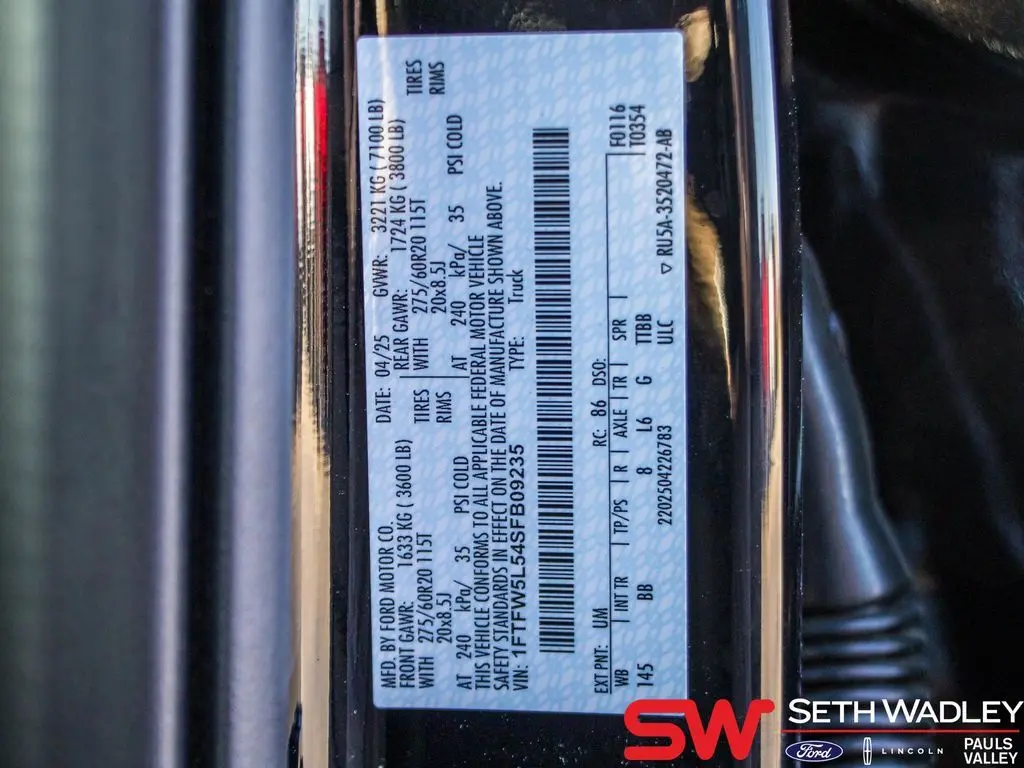 MFD. BY FORD MOTOR CO. DATE: 04/25 GVWR: 3221 KG ( 7100 LB)
FRONT GAWR: 1633 KG ( 3600 LB) REAR GAWR: 1724 KG ( 3800 LB)
WITH 275/60R20 115T TIRES WITH 275/60R20 115T TIRES
20x8.5J RIMS 20x8.5J RIMS
AT 240 kPa/ 35 PSI COLD AT 240 kPa/ 35 PSI COLD
THIS VEHICLE CONFORMS TO ALL APPLICABLE FEDERAL MOTOR VEHICLE
SAFETY STANDARDS IN EFFECT ON THE DATE OF MANUFACTURE SHOWN ABOVE.
VIN: 1FTFW5L54SFB09235 TYPE: Truck
EXT PNT: UM RC: 86 DSO: F0116
WB INT TR TP/PS R AXLE TR SPR T0354
145 BB 8 L6 G TTBB
2202504226783 ULC ▽ RU5A-3520472-AB
SW SETH WADLEY
Ford LINCOLN PAULS
VALLEY